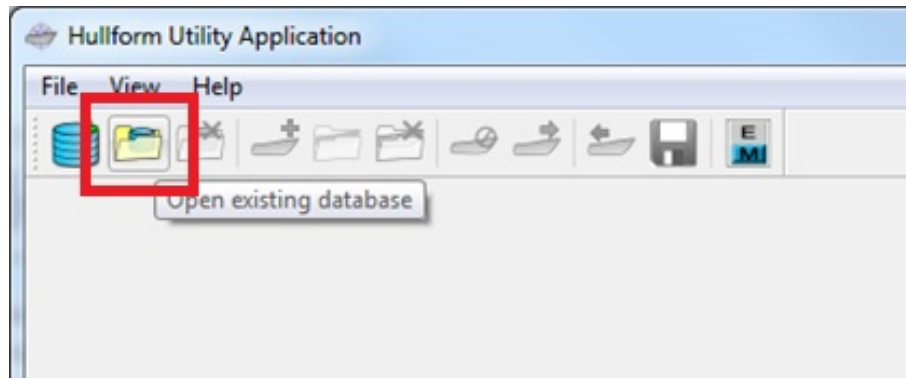 Hullform Utility Application
File View Help
E
M
Open existing database